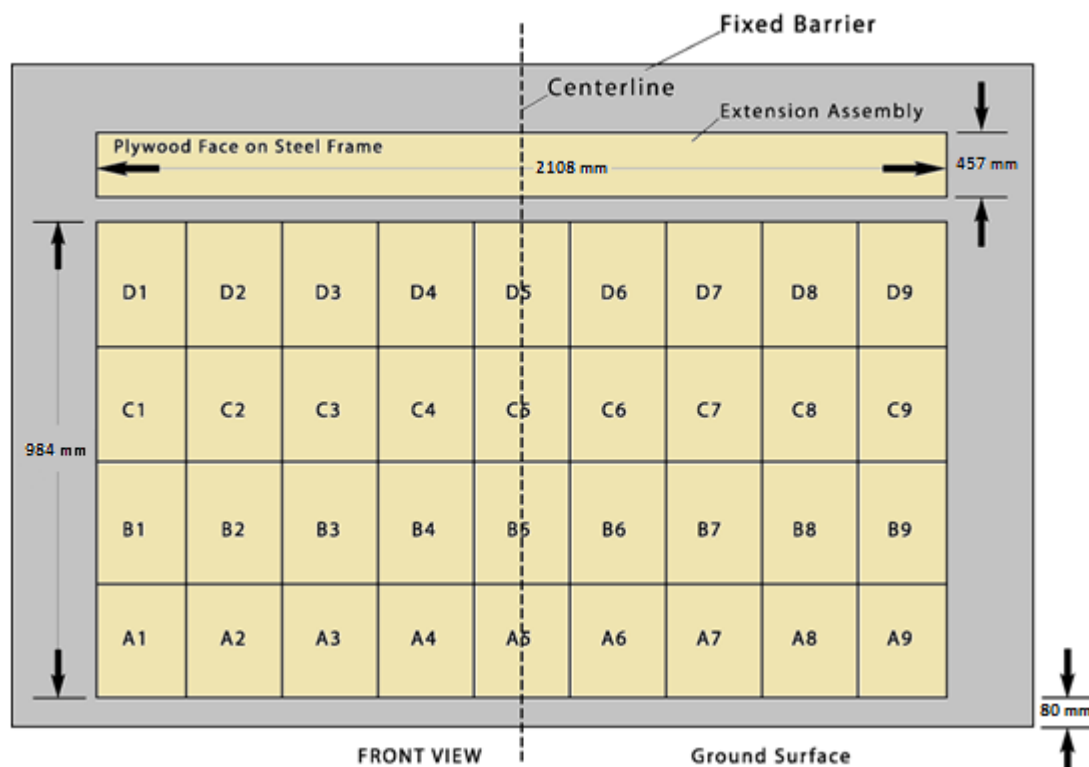 Fixed Barrier
Centerline
Extension Assembly
Plywood Face on Steel Frame
2108 mm
457 mm
D1 D2 D3 D4 D5 D6 D7 D8 D9
C1 C2 C3 C4 C5 C6 C7 C8 C9
984 mm
B1 B2 B3 B4 B5 B6 B7 B8 B9
A1 A2 A3 A4 A5 A6 A7 A8 A9
80 mm
FRONT VIEW
Ground Surface